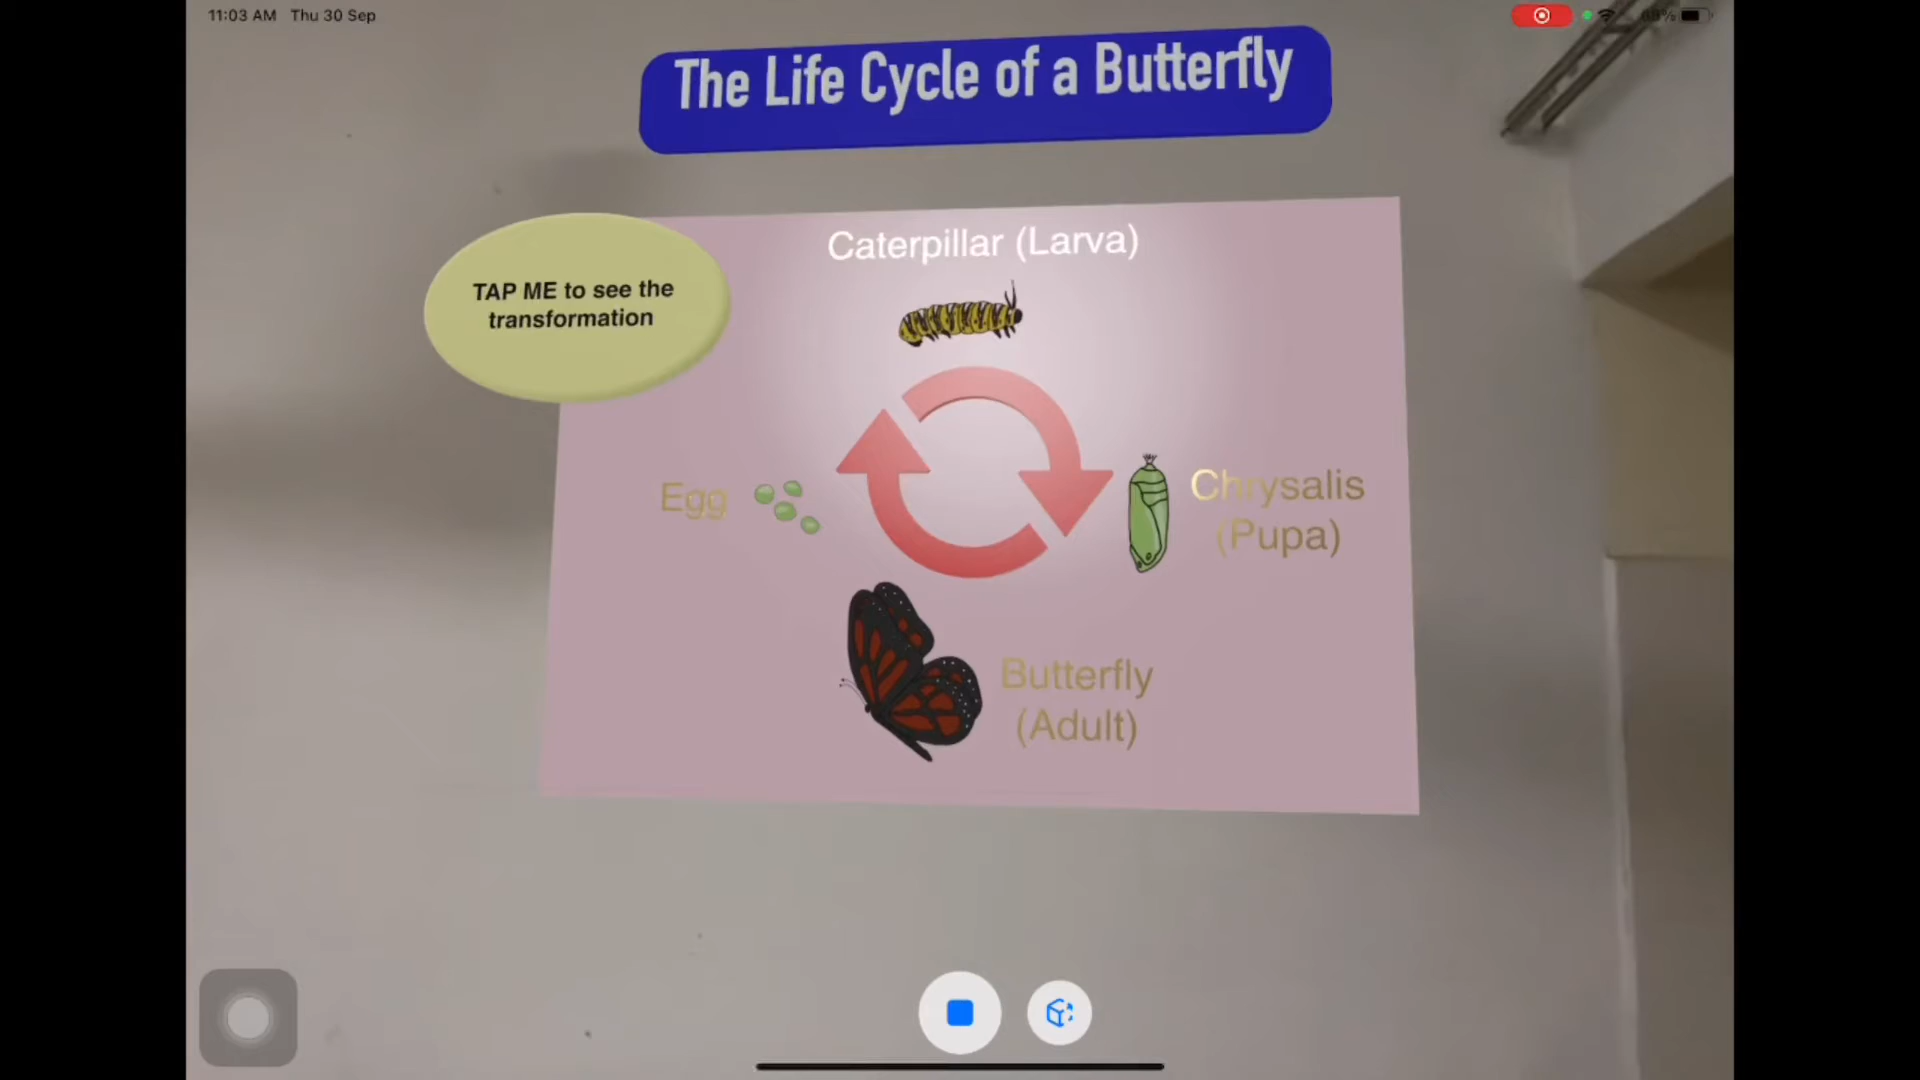 11:03 AM Thu 30 Sep
The Life Cycle of a Butterfly
TAP ME to see the
transformation
Caterpillar (Larva)
Egg
Chrysalis
(Pupa)
Butterfly
(Adult)